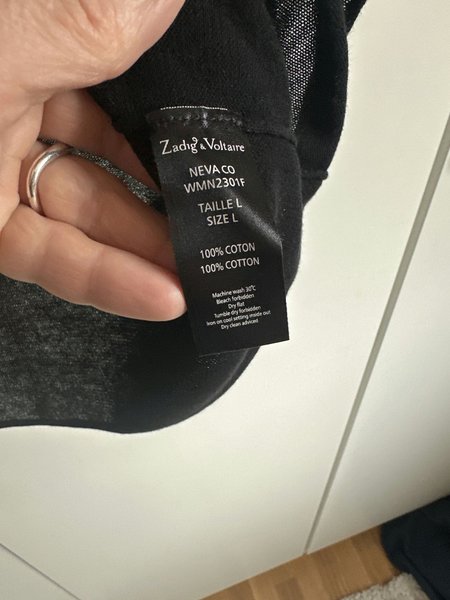 Zadig & Voltaire
NEVA CO
WMN2301F
TAILLE L
SIZE L
100% COTON
100% COTTON
Machine wash 30°C
Bleach forbidden
Dry flat
Tumble dry forbidden
Iron on cool setting inside out
Dry clean adviced